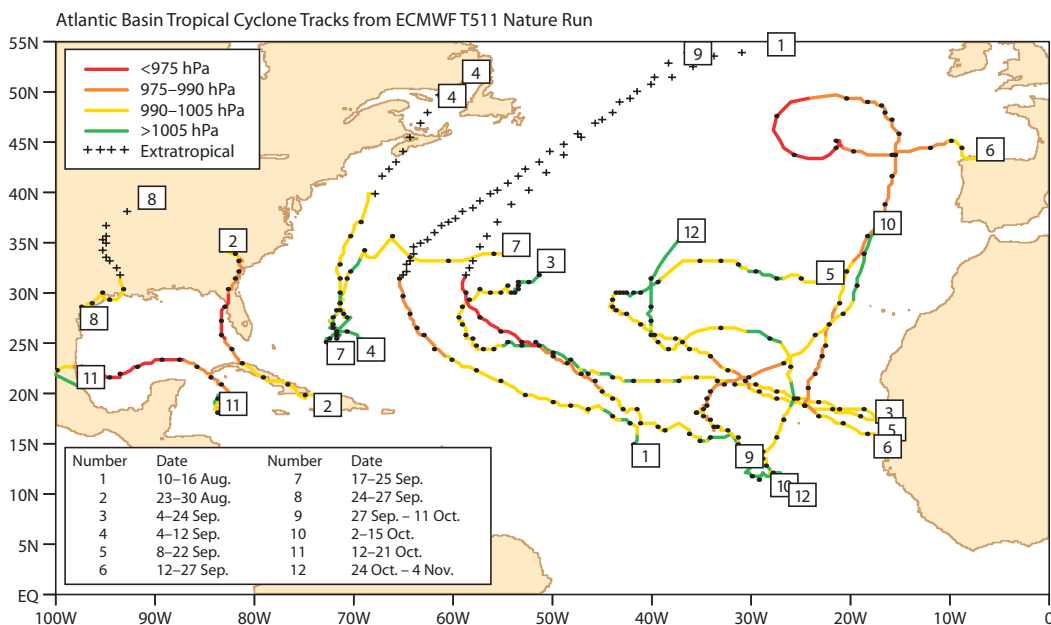 Atlantic Basin Tropical Cyclone Tracks from ECMWF T511 Nature Run
55N
50N
45N
40N
35N
30N
25N
20N
15N
10N
5N
EQ
<975 hPa
975–990 hPa
990–1005 hPa
>1005 hPa
++++ Extratropical
1
9
4
4
6
8
2
10
12
7
3
5
8
7
4
11
11
2
3
5
6
1
9
10
12
Number Date Number Date
1 10–16 Aug. 7 17–25 Sep.
2 23–30 Aug. 8 24–27 Sep.
3 4–24 Sep. 9 27 Sep. – 11 Oct.
4 4–12 Sep. 10 2–15 Oct.
5 8–22 Sep. 11 12–21 Oct.
6 12–27 Sep. 12 24 Oct. – 4 Nov.
100W 90W 80W 70W 60W 50W 40W 30W 20W 10W 0